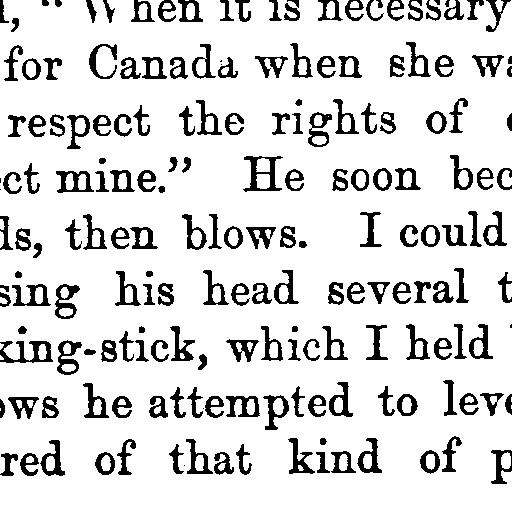 , " When it is necessary
for Canada when she wa
respect the rights of
ect mine." He soon bec
ds, then blows. I could
sing his head several t
king-stick, which I held
ows he attempted to leve
red of that kind of p